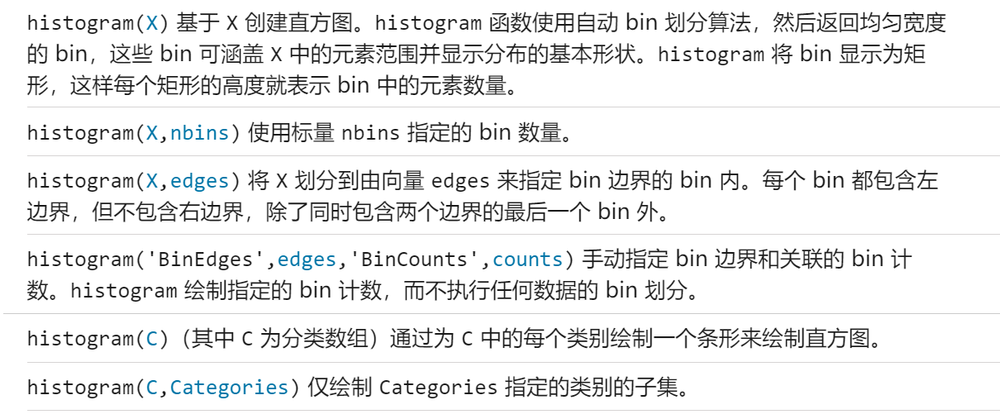 histogram(X) 基于 X 创建直方图。histogram 函数使用自动 bin 划分算法，然后返回均匀宽度
的 bin，这些 bin 可涵盖 X 中的元素范围并显示分布的基本形状。histogram 将 bin 显示为矩
形，这样每个矩形的高度就表示 bin 中的元素数量。
histogram(X,nbins) 使用标量 nbins 指定的 bin 数量。
histogram(X,edges) 将 X 划分到由向量 edges 来指定 bin 边界的 bin 内。每个 bin 都包含左
边界，但不包含右边界，除了同时包含两个边界的最后一个 bin 外。
histogram('BinEdges',edges,'BinCounts',counts) 手动指定 bin 边界和关联的 bin 计
数。histogram 绘制指定的 bin 计数，而不执行任何数据的 bin 划分。
histogram(C)（其中 C 为分类数组）通过为 C 中的每个类别绘制一个条形来绘制直方图。
histogram(C,Categories) 仅绘制 Categories 指定的类别的子集。